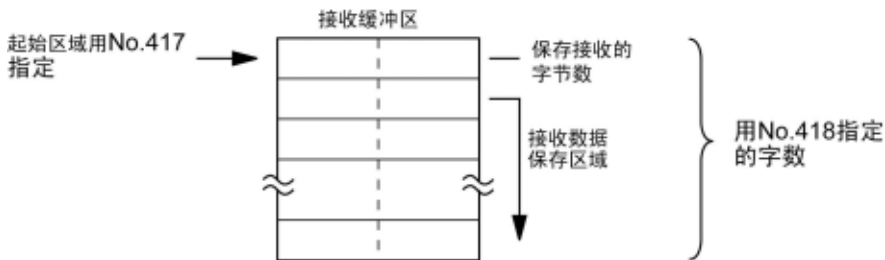 接收缓冲区
起始区域用No.417
指定
保存接收的
字节数
接收数据
保存区域
用No.418指定
的字数